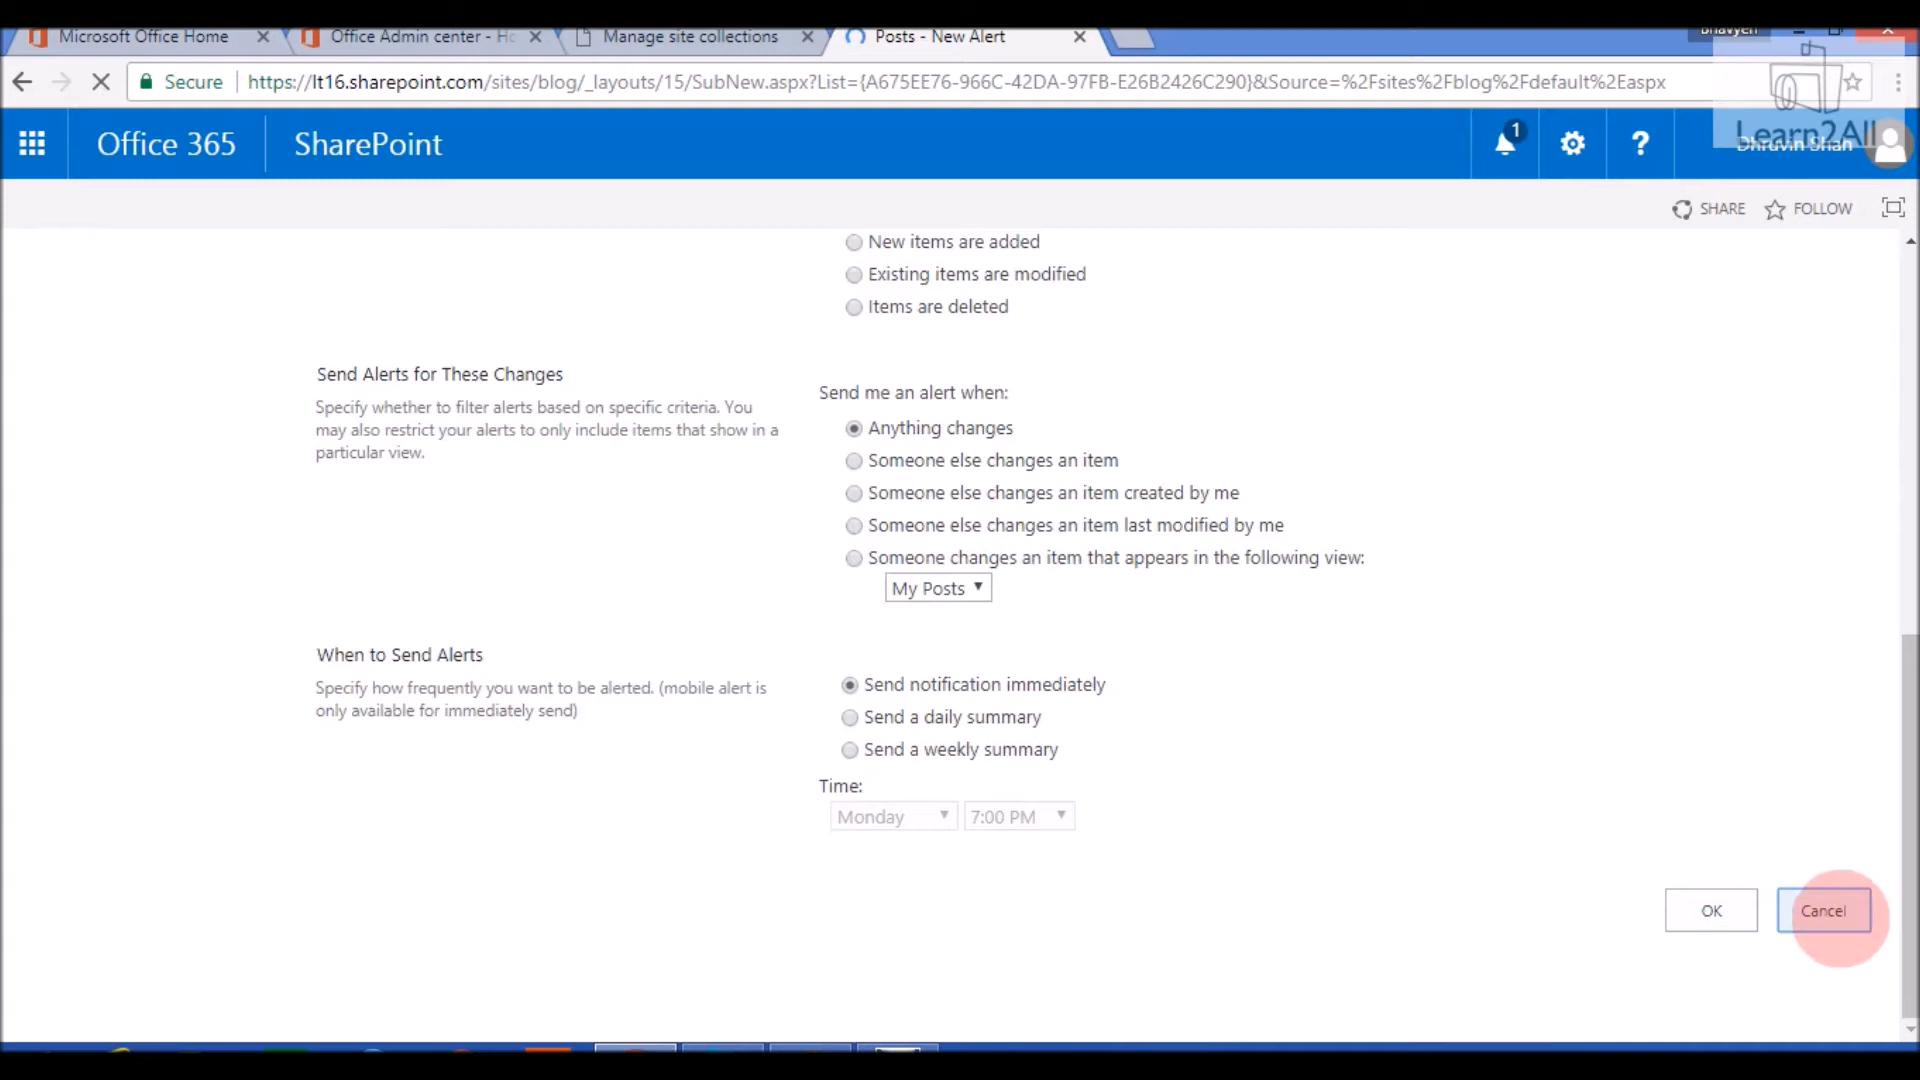 Microsoft Office Home
Office Admin center - Ho
Manage site collections
Posts - New Alert
Bhavyen
Secure
https://lt16.sharepoint.com/sites/blog/_layouts/15/SubNew.aspx?List={A675EE76-966C-42DA-97FB-E26B2426C290}&Source=%2Fsites%2Fblog%2Fdefault%2Easpx
Office 365
SharePoint
1
?
Learn2All
Dhruvin Shah
SHARE
FOLLOW
New items are added
Existing items are modified
Items are deleted
Send Alerts for These Changes
Specify whether to filter alerts based on specific criteria. You
may also restrict your alerts to only include items that show in a
particular view.
Send me an alert when:
Anything changes
Someone else changes an item
Someone else changes an item created by me
Someone else changes an item last modified by me
Someone changes an item that appears in the following view:
My Posts
When to Send Alerts
Specify how frequently you want to be alerted. (mobile alert is
only available for immediately send)
Send notification immediately
Send a daily summary
Send a weekly summary
Time:
Monday
7:00 PM
OK
Cancel